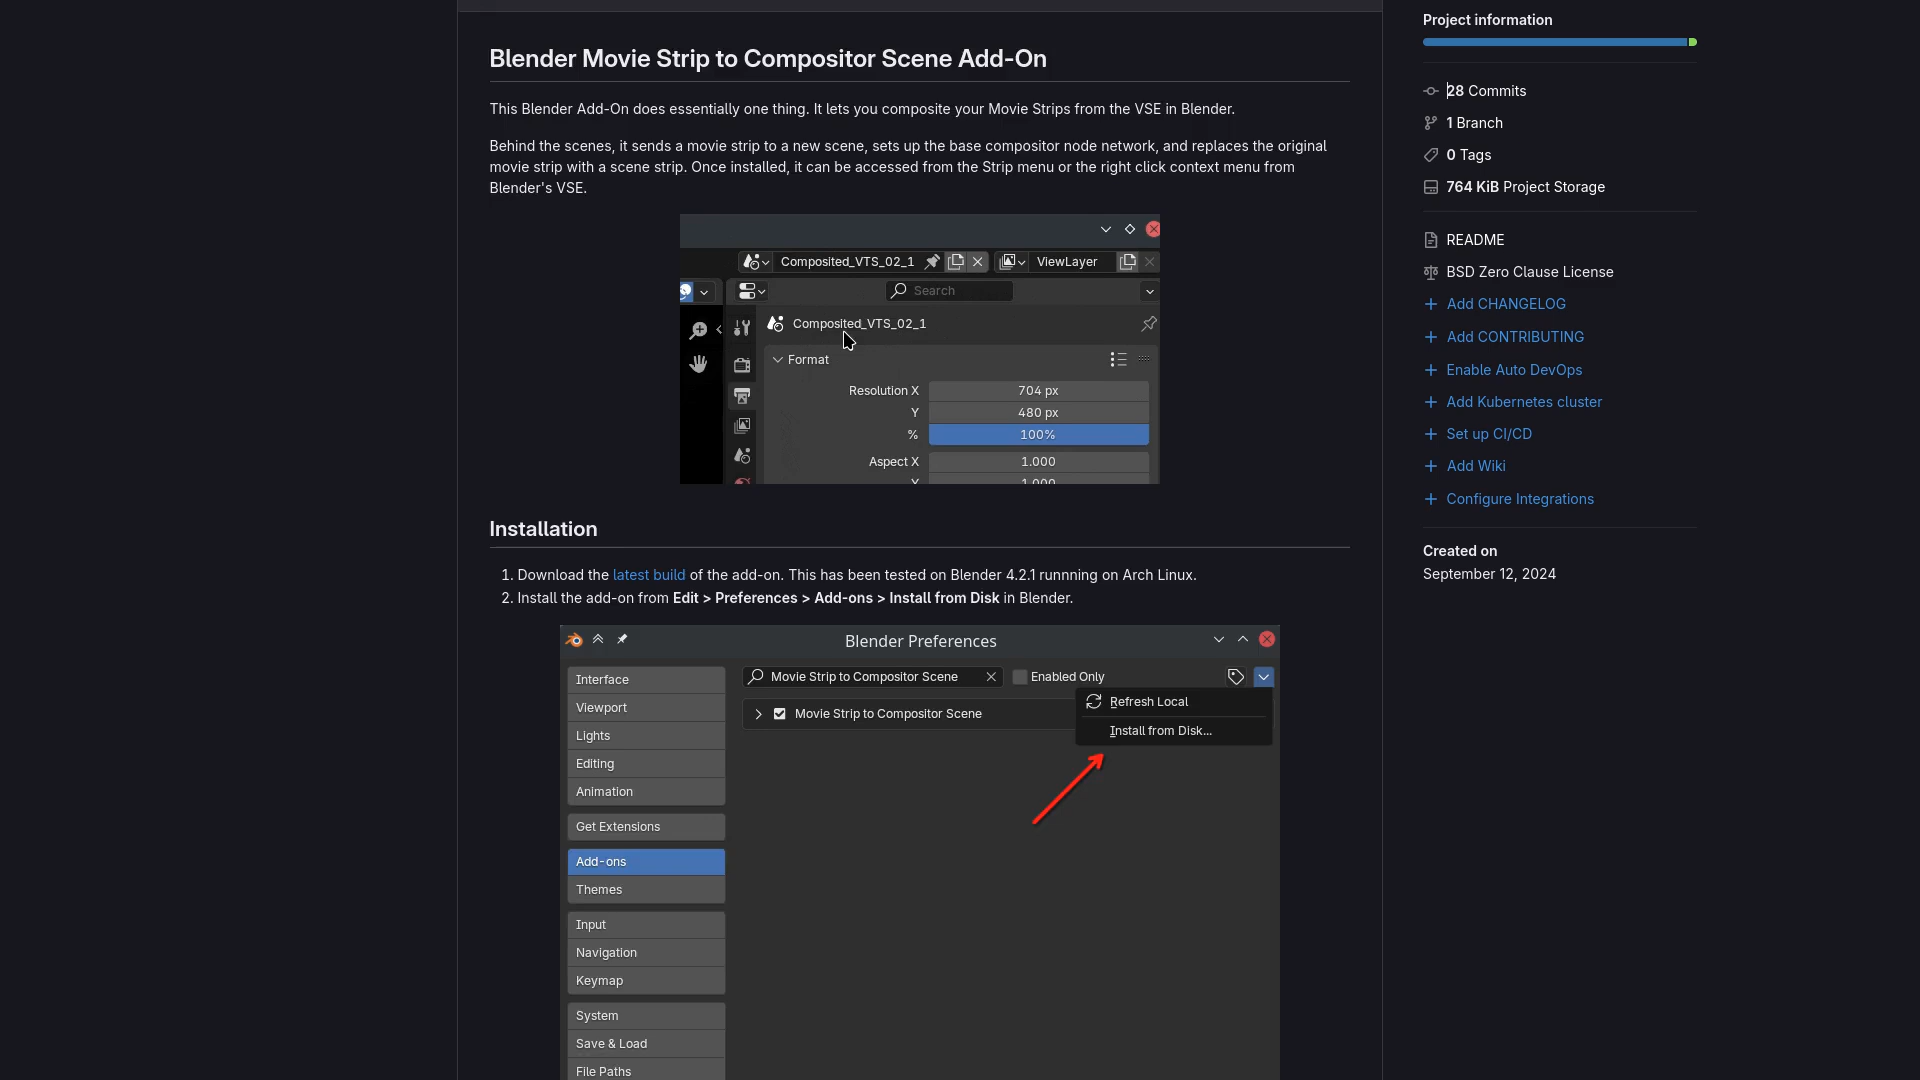 Blender Movie Strip to Compositor Scene Add-On
This Blender Add-On does essentially one thing. It lets you composite your Movie Strips from the VSE in Blender.
Behind the scenes, it sends a movie strip to a new scene, sets up the base compositor node network, and replaces the original
movie strip with a scene strip. Once installed, it can be accessed from the Strip menu or the right click context menu from
Blender's VSE.
Composited_VTS_02_1
ViewLayer
Search
Composited_VTS_02_1
Format
Resolution X 704 px
Y 480 px
% 100%
Aspect X 1.000
Y 1.000
Installation
1. Download the latest build of the add-on. This has been tested on Blender 4.2.1 runnning on Arch Linux.
2. Install the add-on from Edit > Preferences > Add-ons > Install from Disk in Blender.
Blender Preferences
Interface
Viewport
Lights
Editing
Animation
Get Extensions
Add-ons
Themes
Input
Navigation
Keymap
System
Save & Load
File Paths
Movie Strip to Compositor Scene
Enabled Only
Movie Strip to Compositor Scene
Refresh Local
Install from Disk...
Project information
28 Commits
1 Branch
0 Tags
764 KiB Project Storage
README
BSD Zero Clause License
Add CHANGELOG
Add CONTRIBUTING
Enable Auto DevOps
Add Kubernetes cluster
Set up CI/CD
Add Wiki
Configure Integrations
Created on
September 12, 2024